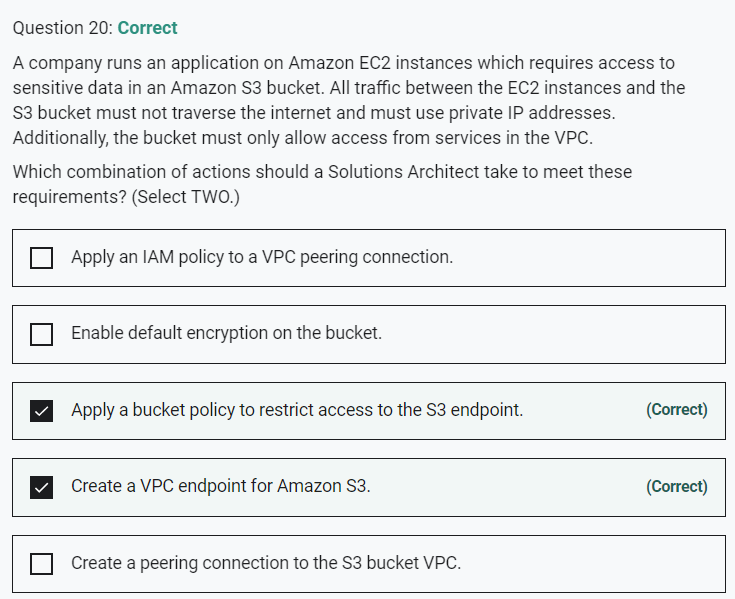 Question 20: Correct
A company runs an application on Amazon EC2 instances which requires access to
sensitive data in an Amazon S3 bucket. All traffic between the EC2 instances and the
S3 bucket must not traverse the internet and must use private IP addresses.
Additionally, the bucket must only allow access from services in the VPC.
Which combination of actions should a Solutions Architect take to meet these
requirements? (Select TWO.)
Apply an IAM policy to a VPC peering connection.
Enable default encryption on the bucket.
Apply a bucket policy to restrict access to the S3 endpoint. (Correct)
Create a VPC endpoint for Amazon S3. (Correct)
Create a peering connection to the S3 bucket VPC.